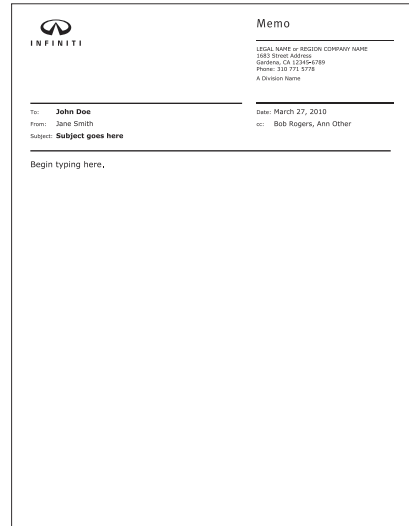 INFINITI
Memo
LEGAL NAME or REGION COMPANY NAME
1683 Street Address
Gardena, CA 12345-6789
Phone: 310 771 5778
A Division Name
To: John Doe
From: Jane Smith
Subject: Subject goes here
Date: March 27, 2010
cc: Bob Rogers, Ann Other
Begin typing here.